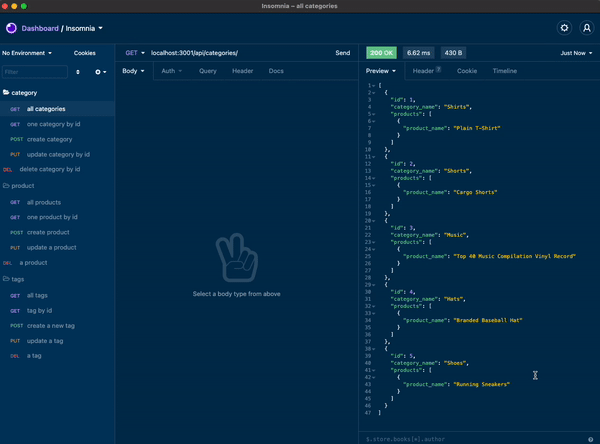 Insomnia – all categories
Dashboard / Insomnia
No Environment Cookies
GET localhost:3001/api/categories/ Send
200 OK 6.62 ms 430 B Just Now
Filter
Body Auth Query Header Docs
Preview Header 7 Cookie Timeline
category
GET all categories
GET one category by id
POST create category
PUT update category by id
DEL delete category by id
product
GET all products
GET one product by id
POST create product
PUT update a product
DEL a product
tags
GET all tags
GET tag by id
POST create a new tag
PUT update a tag
DEL a tag
Select a body type from above
1 [
2 {
3 "id": 1,
4 "category_name": "Shirts",
5 "products": [
6 {
7 "product_name": "Plain T-Shirt"
8 }
9 ]
10 },
11 {
12 "id": 2,
13 "category_name": "Shorts",
14 "products": [
15 {
16 "product_name": "Cargo Shorts"
17 }
18 ]
19 },
20 {
21 "id": 3,
22 "category_name": "Music",
23 "products": [
24 {
25 "product_name": "Top 40 Music Compilation Vinyl Record"
26 }
27 ]
28 },
29 {
30 "id": 4,
31 "category_name": "Hats",
32 "products": [
33 {
34 "product_name": "Branded Baseball Hat"
35 }
36 ]
37 },
38 {
39 "id": 5,
40 "category_name": "Shoes",
41 "products": [
42 {
43 "product_name": "Running Sneakers"
44 }
45 ]
46 }
47 ]
$.store.books[*].author